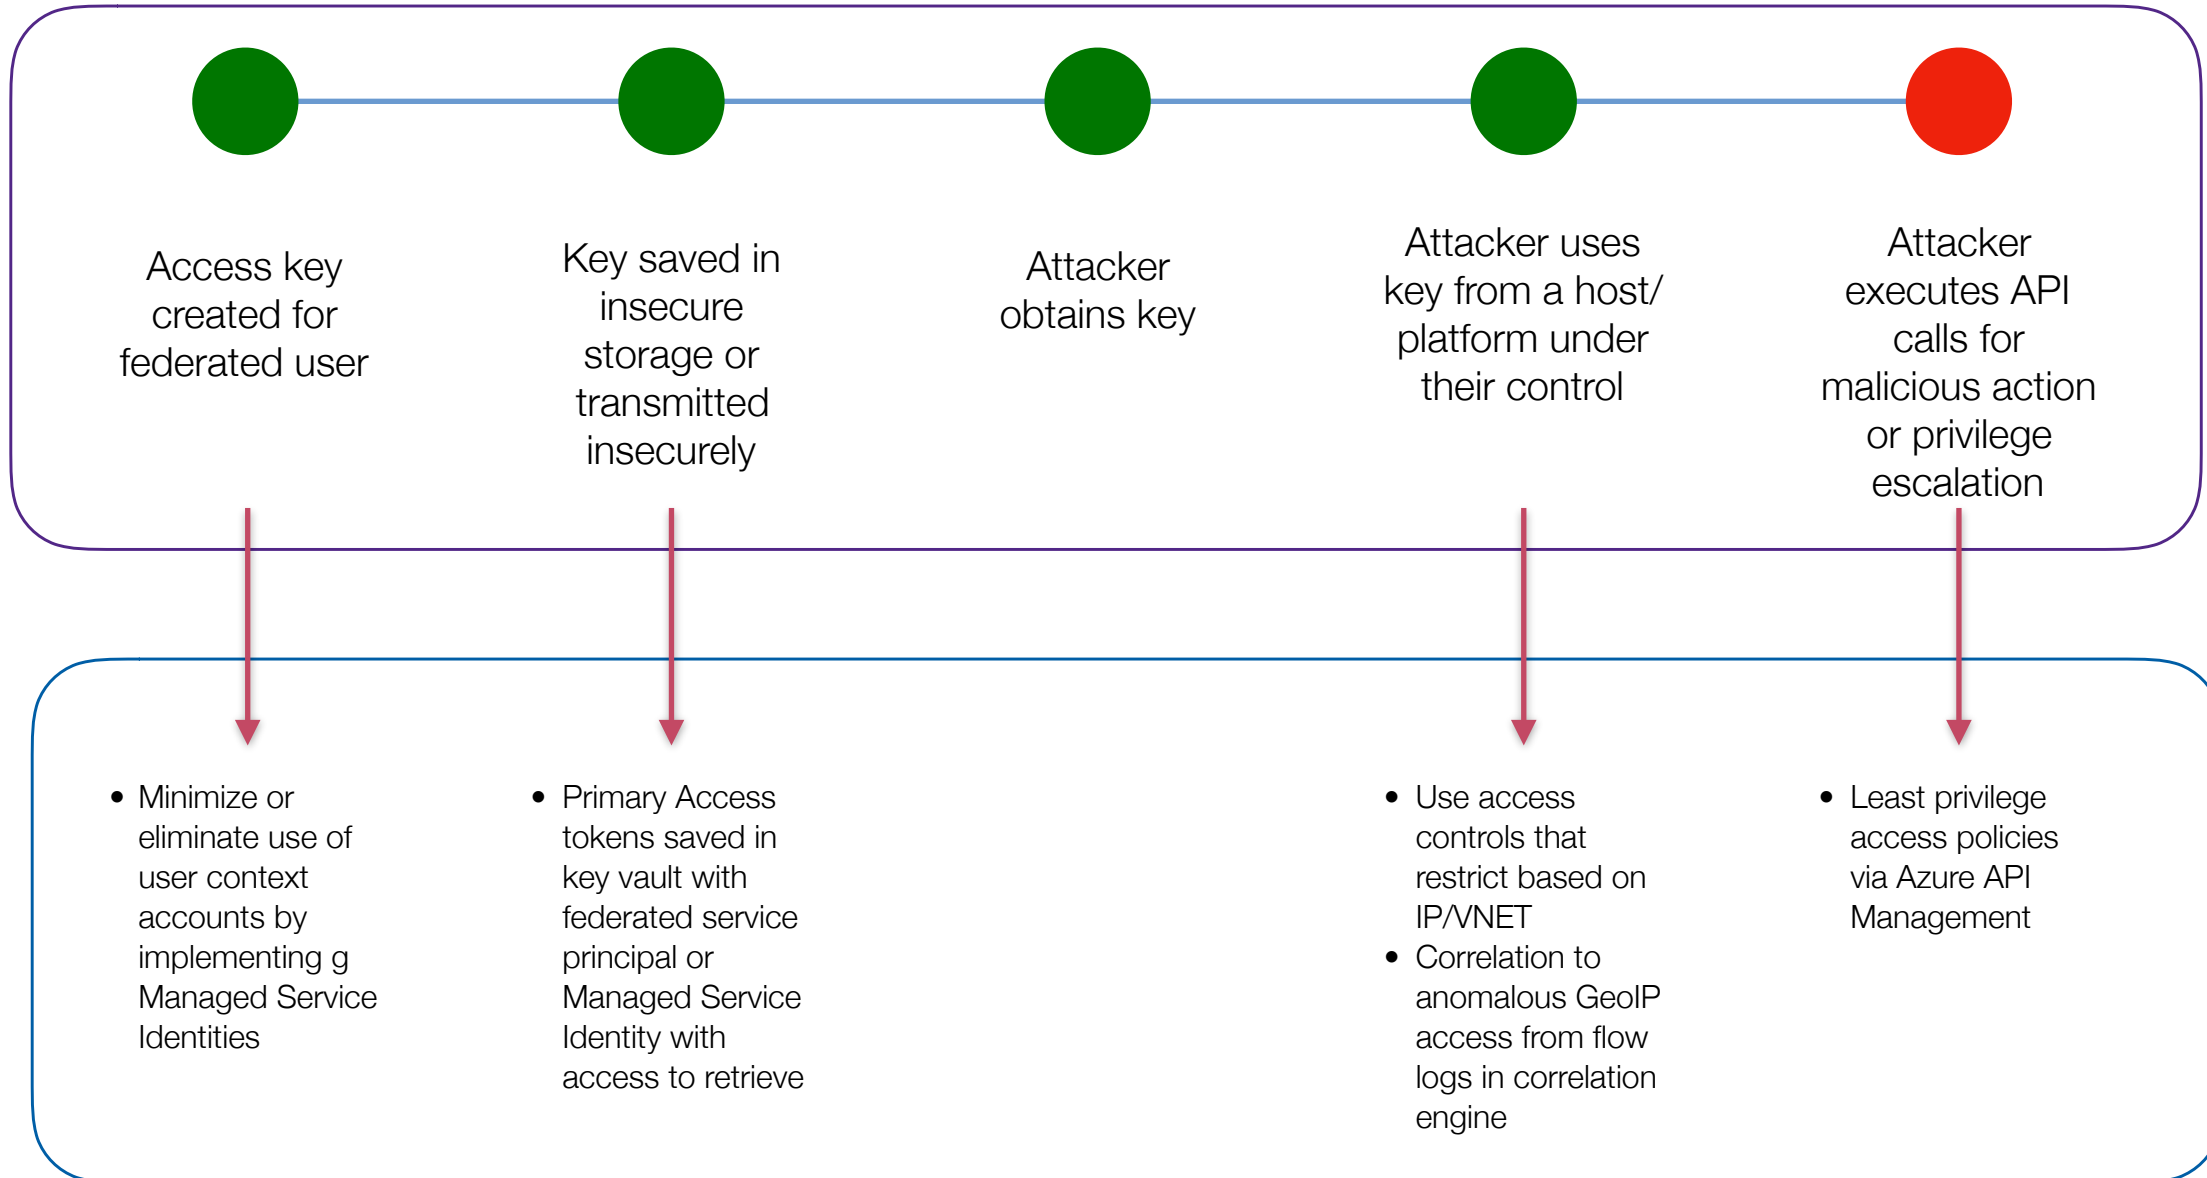 Access key
created for
federated user
Key saved in
insecure
storage or
transmitted
insecurely
Attacker
obtains key
Attacker uses
key from a host/
platform under
their control
Attacker
executes API
calls for
malicious action
or privilege
escalation
• Minimize or
eliminate use of
user context
accounts by
implementing g
Managed Service
Identities
• Primary Access
tokens saved in
key vault with
federated service
principal or
Managed Service
Identity with
access to retrieve
• Use access
controls that
restrict based on
IP/VNET
• Correlation to
anomalous GeoIP
access from flow
logs in correlation
engine
• Least privilege
access policies
via Azure API
Management